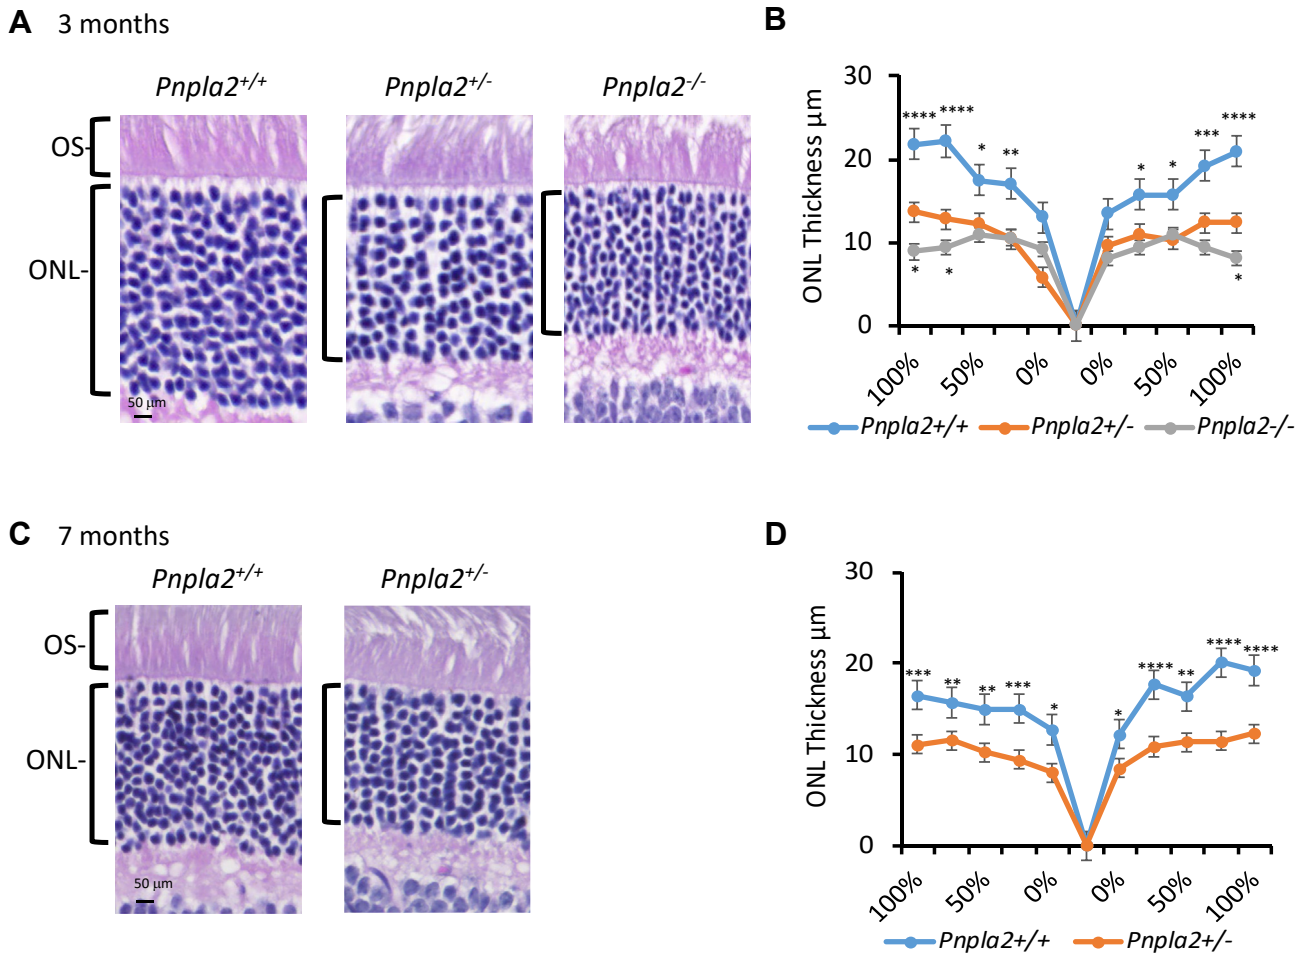 A 3 months
Pnpla2+/+ Pnpla2+/- Pnpla2-/-
OS-
ONL-
50 µm
B
ONL Thickness µm
30
20
10
0
**** **** * ** * * *** ****
* * *
100% 50% 0% 0% 50% 100%
Pnpla2+/+ Pnpla2+/- Pnpla2-/-
C 7 months
Pnpla2+/+ Pnpla2+/-
OS-
ONL-
50 µm
D
ONL Thickness µm
30
20
10
0
*** ** ** *** * * **** ** **** ****
100% 50% 0% 0% 50% 100%
Pnpla2+/+ Pnpla2+/-